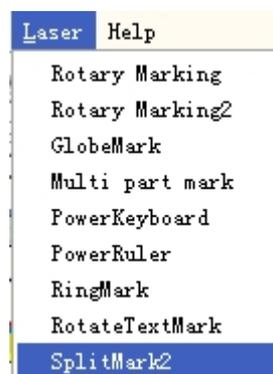 Laser Help
Rotary Marking
Rotary Marking2
GlobeMark
Multi part mark
PowerKeyboard
PowerRuler
RingMark
RotateTextMark
SplitMark2